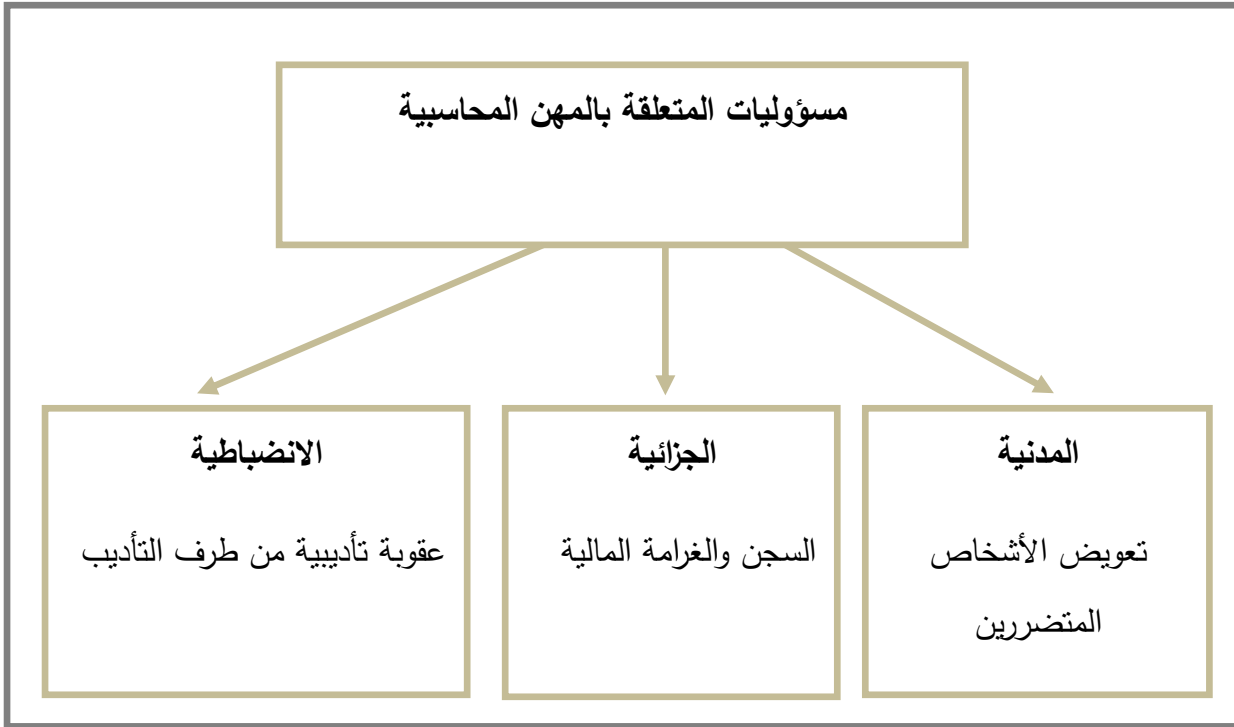 مسؤوليات المتعلقة بالمهن المحاسبية
المدنية
تعويض الأشخاص
المتضررين
الجزائية
السجن والغرامة المالية
الانضباطية
عقوبة تأديبية من طرف التأديب